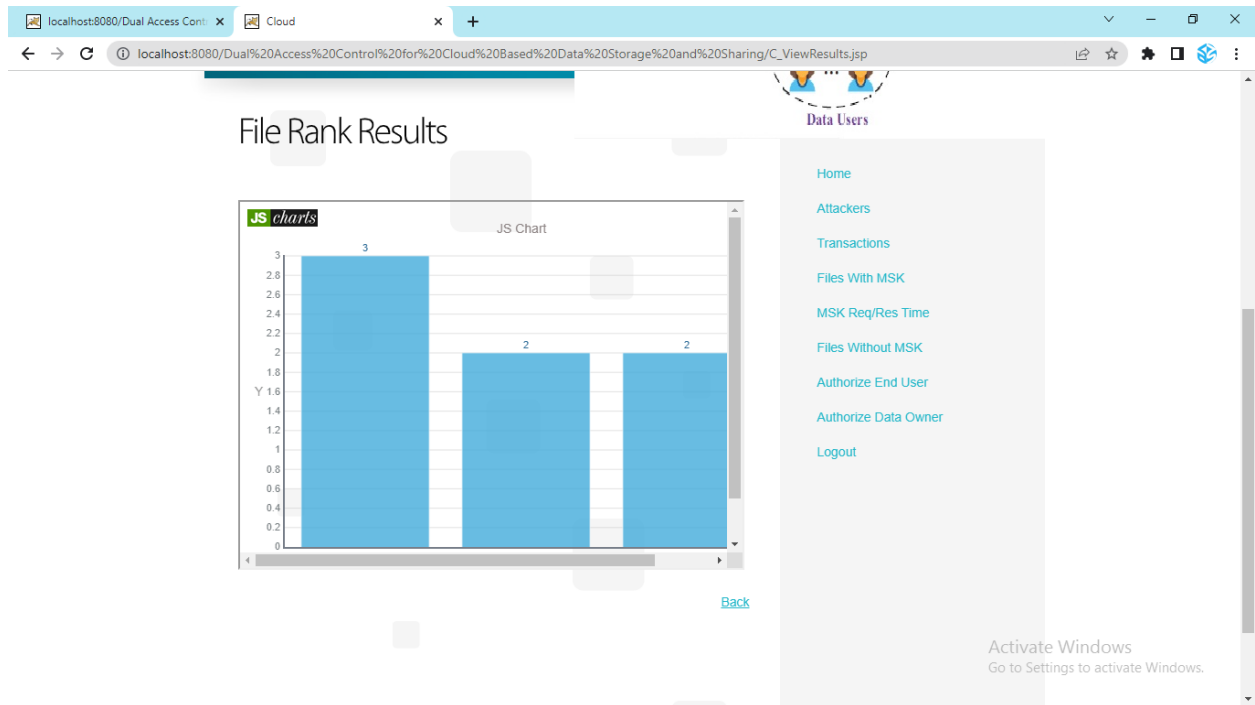 localhost:8080/Dual Access Cont
Cloud
localhost:8080/Dual%20Access%20Control%20for%20Cloud%20Based%20Data%20Storage%20and%20Sharing/C_ViewResults.jsp
Data Users
File Rank Results
JS charts
JS Chart
3
2
2
3
2.8
2.6
2.4
2.2
2
1.8
Y 1.6
1.4
1.2
1
0.8
0.6
0.4
0.2
0
Back
Home
Attackers
Transactions
Files With MSK
MSK Req/Res Time
Files Without MSK
Authorize End User
Authorize Data Owner
Logout
Activate Windows
Go to Settings to activate Windows.